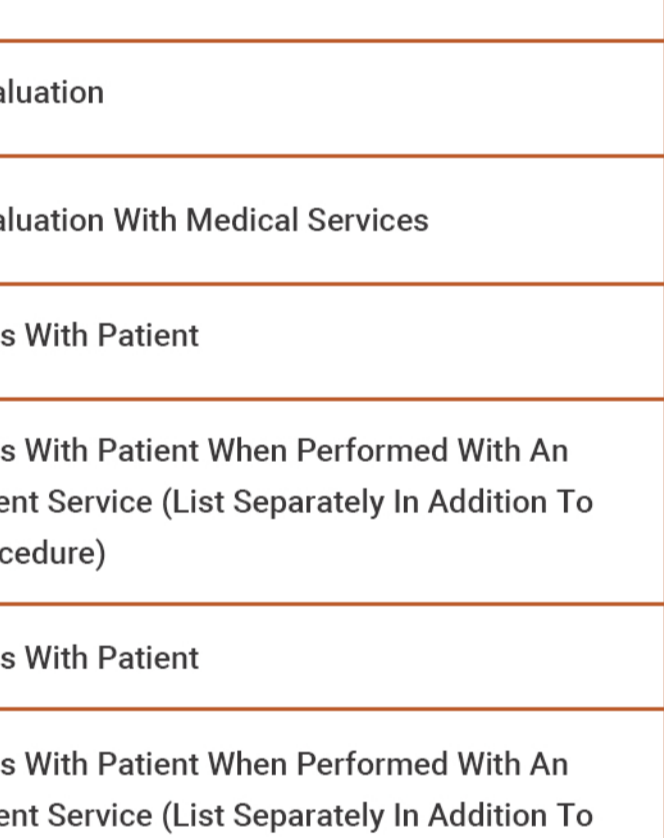 aluation
aluation With Medical Services
s With Patient
s With Patient When Performed With An
ent Service (List Separately In Addition To
cedure)
s With Patient
s With Patient When Performed With An
ent Service (List Separately In Addition To